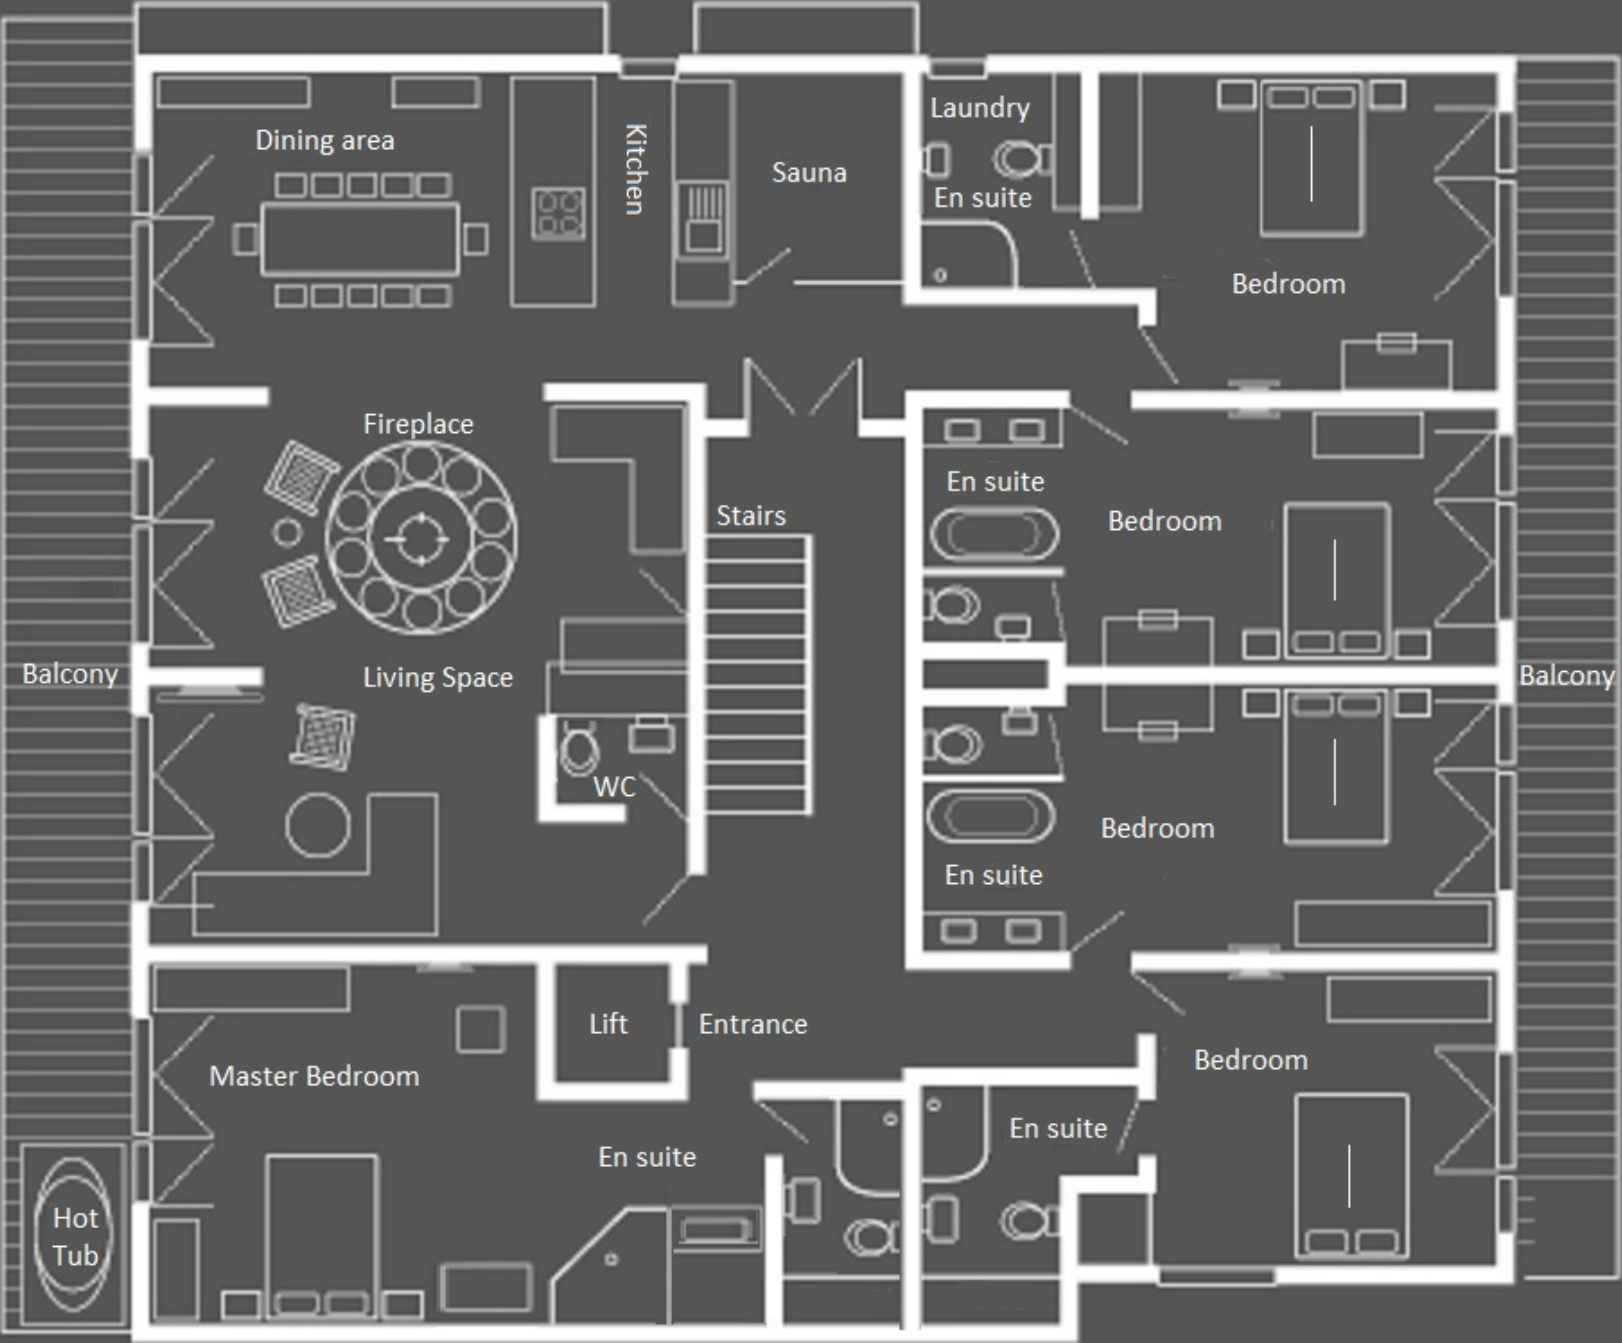 Laundry
Dining area
Kitchen
Sauna
En suite
Bedroom
Fireplace
En suite
Stairs
Bedroom
Balcony
Living Space
Balcony
WC
Bedroom
En suite
Lift
Entrance
Master Bedroom
Bedroom
En suite
En suite
Hot
Tub